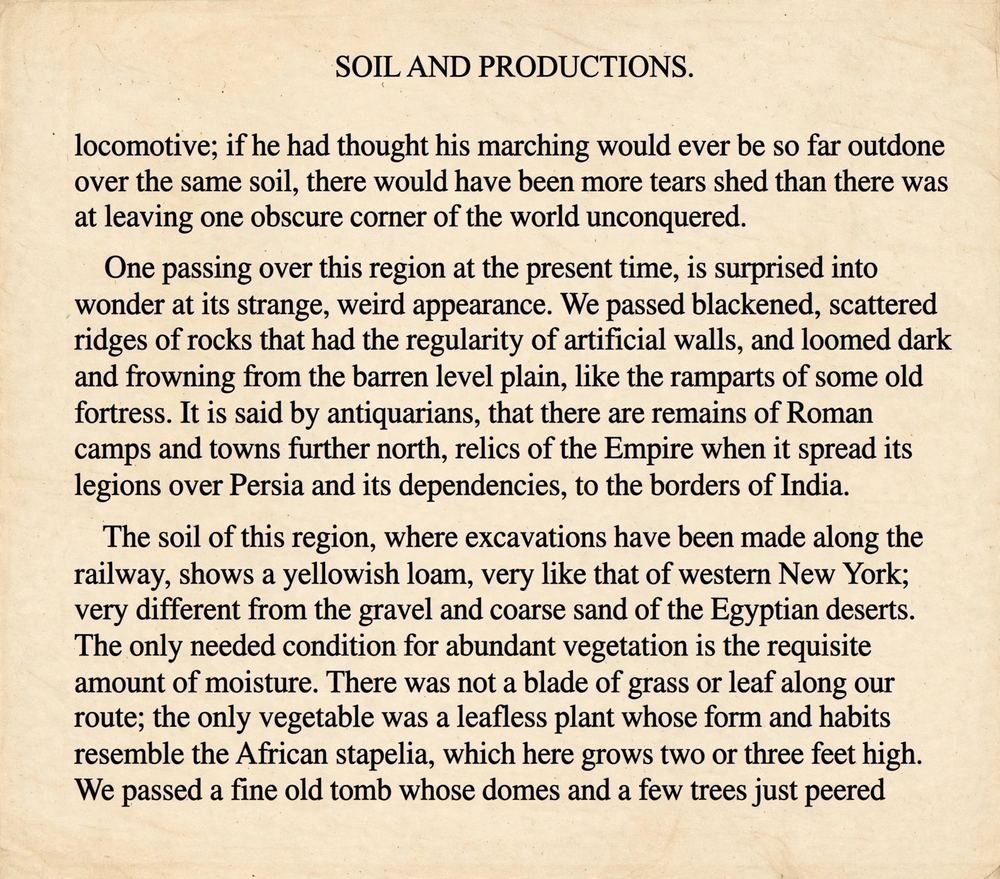 SOIL AND PRODUCTIONS.
locomotive; if he had thought his marching would ever be so far outdone
over the same soil, there would have been more tears shed than there was
at leaving one obscure corner of the world unconquered.
One passing over this region at the present time, is surprised into
wonder at its strange, weird appearance. We passed blackened, scattered
ridges of rocks that had the regularity of artificial walls, and loomed dark
and frowning from the barren level plain, like the ramparts of some old
fortress. It is said by antiquarians, that there are remains of Roman
camps and towns further north, relics of the Empire when it spread its
legions over Persia and its dependencies, to the borders of India.
The soil of this region, where excavations have been made along the
railway, shows a yellowish loam, very like that of western New York;
very different from the gravel and coarse sand of the Egyptian deserts.
The only needed condition for abundant vegetation is the requisite
amount of moisture. There was not a blade of grass or leaf along our
route; the only vegetable was a leafless plant whose form and habits
resemble the African stapelia, which here grows two or three feet high.
We passed a fine old tomb whose domes and a few trees just peered